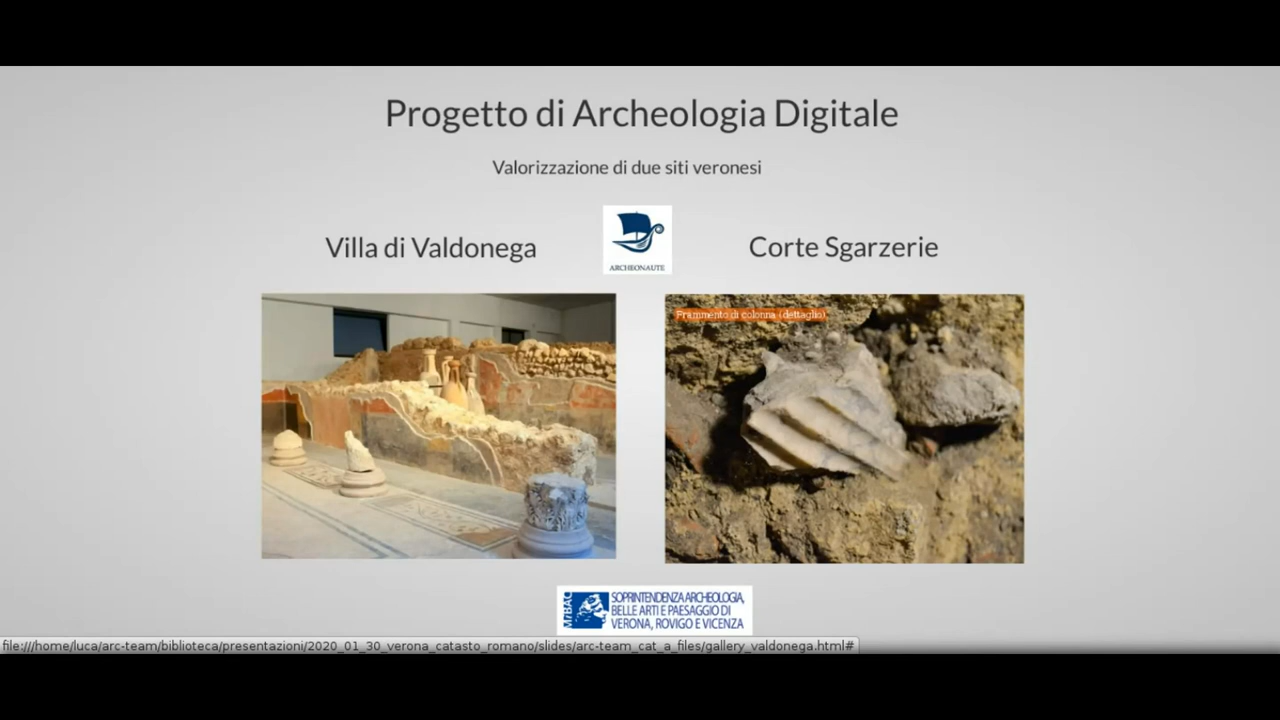 Progetto di Archeologia Digitale
Valorizzazione di due siti veronesi
Villa di Valdonega
ARCHEONAUTE
Corte Sgarzerie
Frammento di colonna (dettaglio)
MiBAC
SOPRINTENDENZA ARCHEOLOGIA,
BELLE ARTI E PAESAGGIO DI
VERONA, ROVIGO E VICENZA
file:///home/luca/arc-team/biblioteca/presentazioni/2020_01_30_verona_catasto_romano/slides/arc-team_cat_a_files/gallery_valdonega.html#